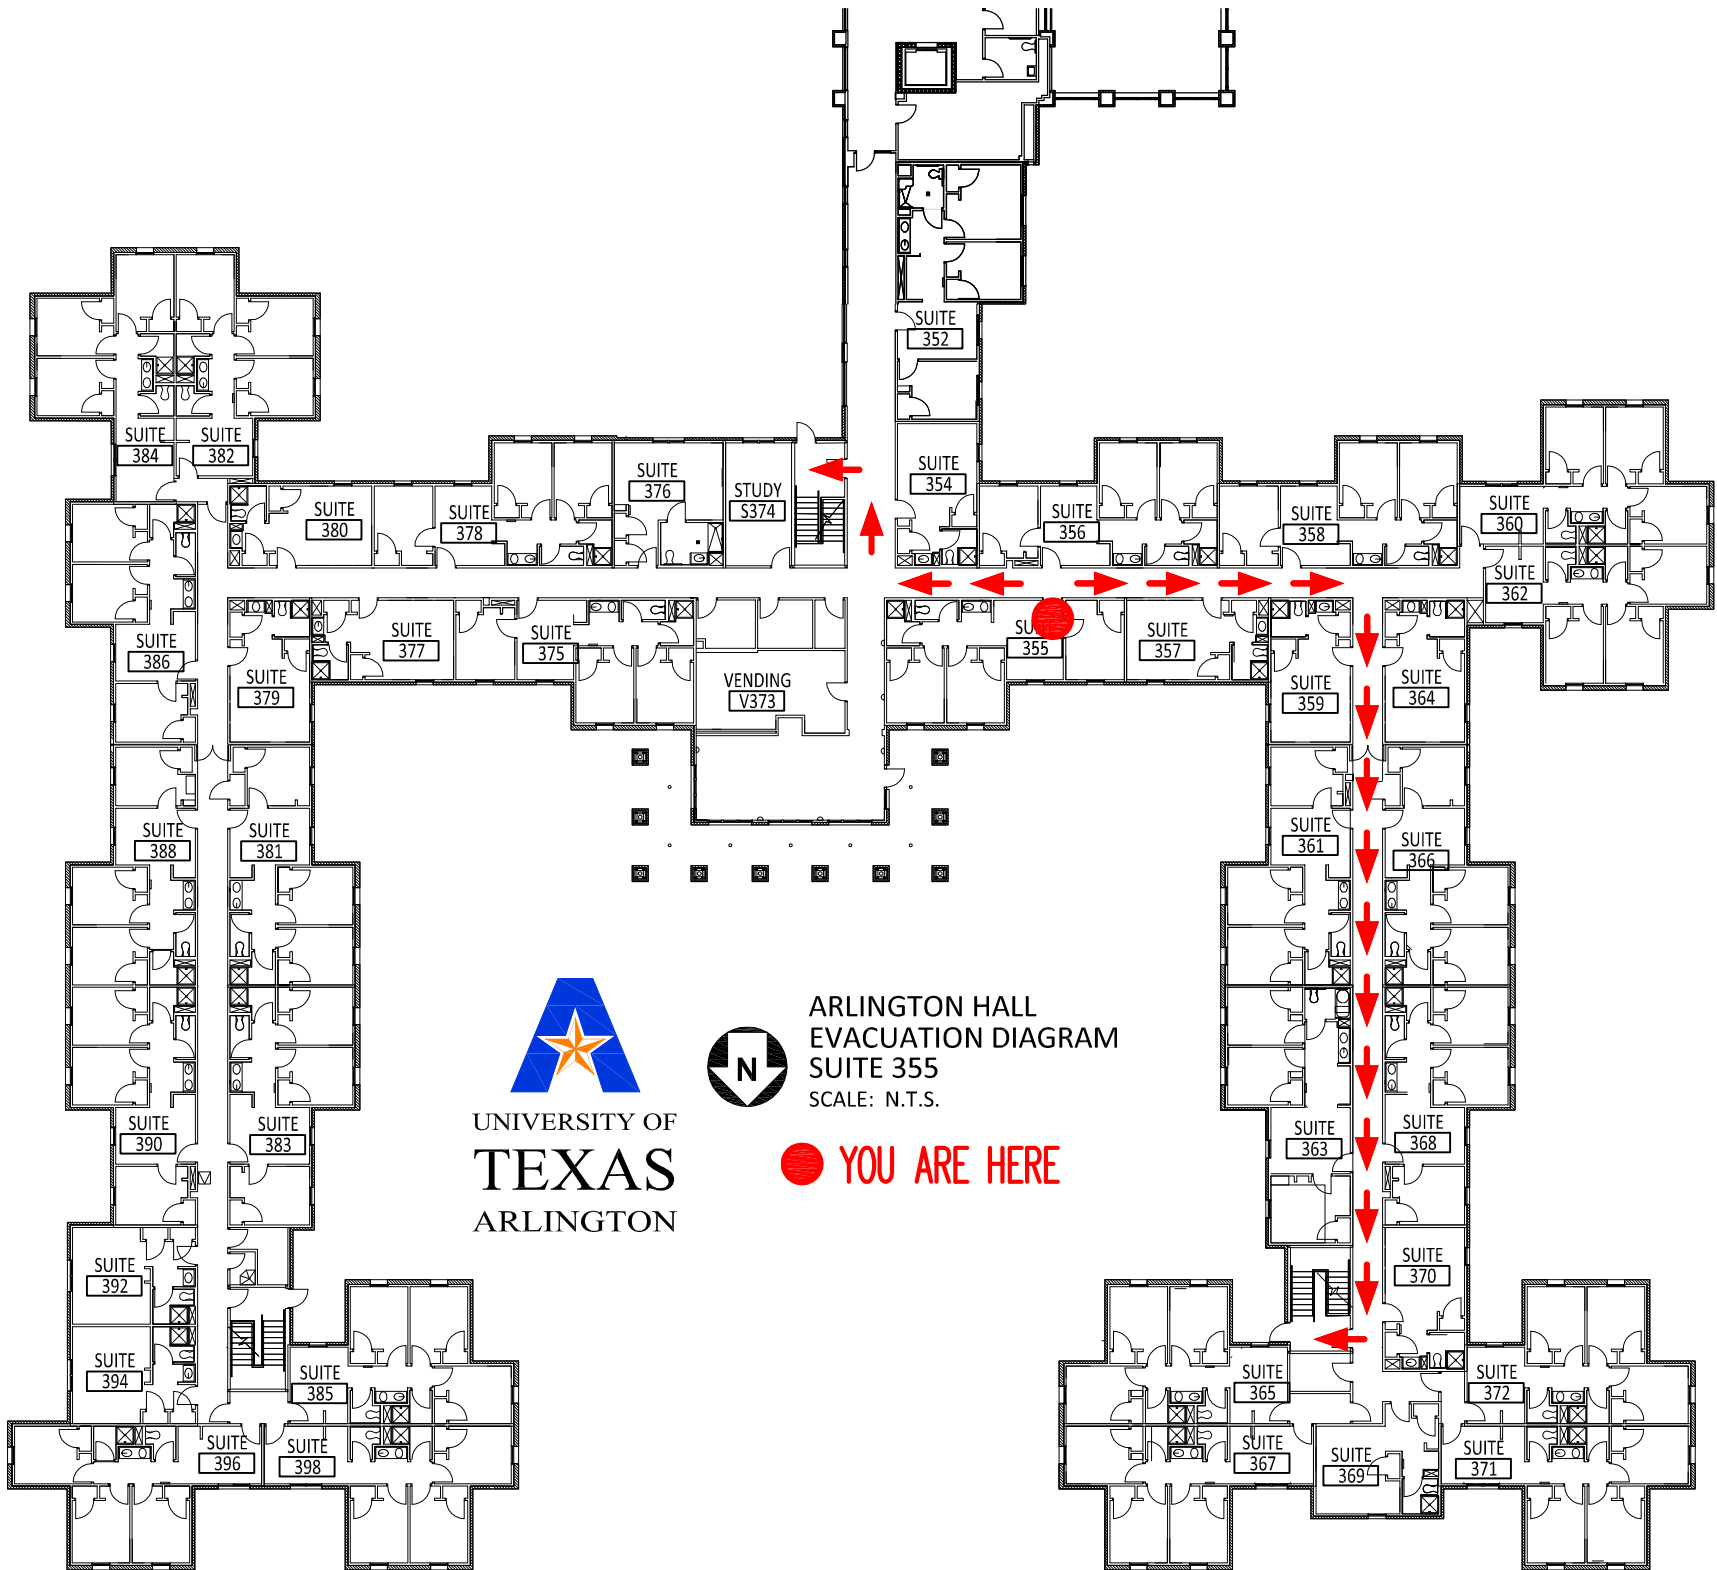 SUITE
352
SUITE
384
SUITE
382
SUITE
376
STUDY
S374
SUITE
354
SUITE
380
SUITE
378
SUITE
356
SUITE
358
SUITE
360
SUITE
362
SUITE
386
SUITE
379
SUITE
377
SUITE
375
VENDING
V373
SUITE
355
SUITE
357
SUITE
359
SUITE
364
SUITE
388
SUITE
381
SUITE
361
SUITE
366
UNIVERSITY OF
TEXAS
ARLINGTON
N
ARLINGTON HALL
EVACUATION DIAGRAM
SUITE 355
SCALE: N.T.S.
YOU ARE HERE
SUITE
390
SUITE
383
SUITE
363
SUITE
368
SUITE
392
SUITE
370
SUITE
394
SUITE
385
SUITE
365
SUITE
372
SUITE
396
SUITE
398
SUITE
367
SUITE
369
SUITE
371